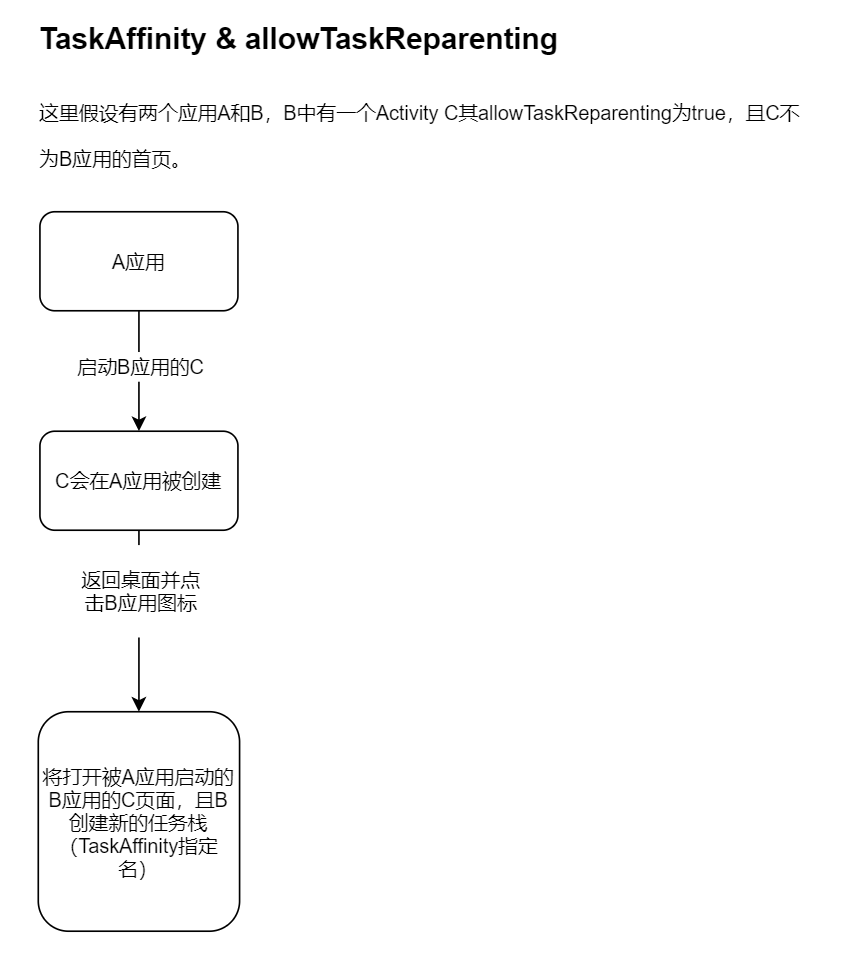 TaskAffinity & allowTaskReparenting
这里假设有两个应用A和B，B中有一个Activity C其allowTaskReparenting为true，且C不
为B应用的首页。
A应用
启动B应用的C
C会在A应用被创建
返回桌面并点
击B应用图标
将打开被A应用启动的
B应用的C页面，且B
创建新的任务栈
（TaskAffinity指定
名）